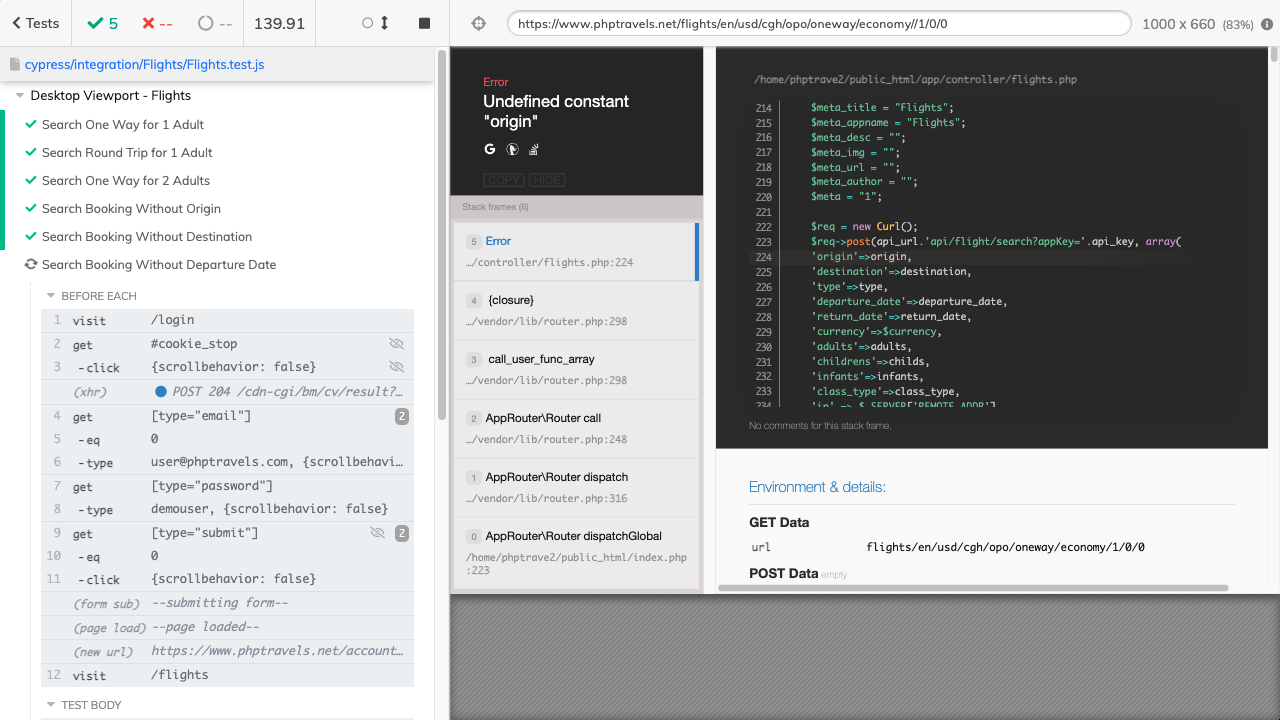 Tests
5
--
--
139.91
https://www.phptravels.net/flights/en/usd/cgh/opo/oneway/economy//1/0/0
1000 x 660 (83%)
cypress/integration/Flights/Flights.test.js
Desktop Viewport - Flights
Search One Way for 1 Adult
Search Round Trip for 1 Adult
Search One Way for 2 Adults
Search Booking Without Origin
Search Booking Without Destination
Search Booking Without Departure Date
BEFORE EACH
1 visit /login
2 get #cookie_stop
3 -click {scrollbehavior: false}
(xhr) POST 204 /cdn-cgi/bm/cv/result?...
4 get [type="email"] 2
5 -eq 0
6 -type user@phptravels.com, {scrollbehavi...
7 get [type="password"]
8 -type demouser, {scrollbehavior: false}
9 get [type="submit"] 2
10 -eq 0
11 -click {scrollbehavior: false}
(form sub) --submitting form--
(page load) --page loaded--
(new url) https://www.phptravels.net/account...
12 visit /flights
TEST BODY
Error
Undefined constant
"origin"
COPY HIDE
Stack frames (6)
5 Error
…/controller/flights.php:224
4 {closure}
…/vendor/lib/router.php:298
3 call_user_func_array
…/vendor/lib/router.php:298
2 AppRouter\Router call
…/vendor/lib/router.php:248
1 AppRouter\Router dispatch
…/vendor/lib/router.php:316
0 AppRouter\Router dispatchGlobal
/home/phptrave2/public_html/index.php
:223
/home/phptrave2/public_html/app/controller/flights.php
214 $meta_title = "Flights";
215 $meta_appname = "Flights";
216 $meta_desc = "";
217 $meta_img = "";
218 $meta_url = "";
219 $meta_author = "";
220 $meta = "1";
221
222 $req = new Curl();
223 $req->post(api_url.'api/flight/search?appKey='.api_key, array(
224 'origin'=>origin,
225 'destination'=>destination,
226 'type'=>type,
227 'departure_date'=>departure_date,
228 'return_date'=>return_date,
229 'currency'=>$currency,
230 'adults'=>adults,
231 'childrens'=>childs,
232 'infants'=>infants,
233 'class_type'=>class_type,
234 'ip' => $_SERVER['REMOTE_ADDR']
No comments for this stack frame.
Environment & details:
GET Data
url flights/en/usd/cgh/opo/oneway/economy/1/0/0
POST Data empty